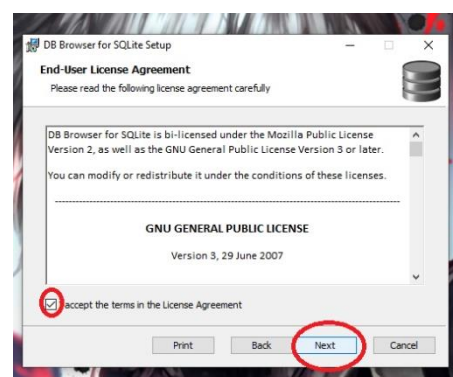 DB Browser for SQLite Setup
End-User License Agreement
Please read the following license agreement carefully
DB Browser for SQLite is bi-licensed under the Mozilla Public License
Version 2, as well as the GNU General Public License Version 3 or later.
You can modify or redistribute it under the conditions of these licenses.
GNU GENERAL PUBLIC LICENSE
Version 3, 29 June 2007
I accept the terms in the License Agreement
Print Back Next Cancel